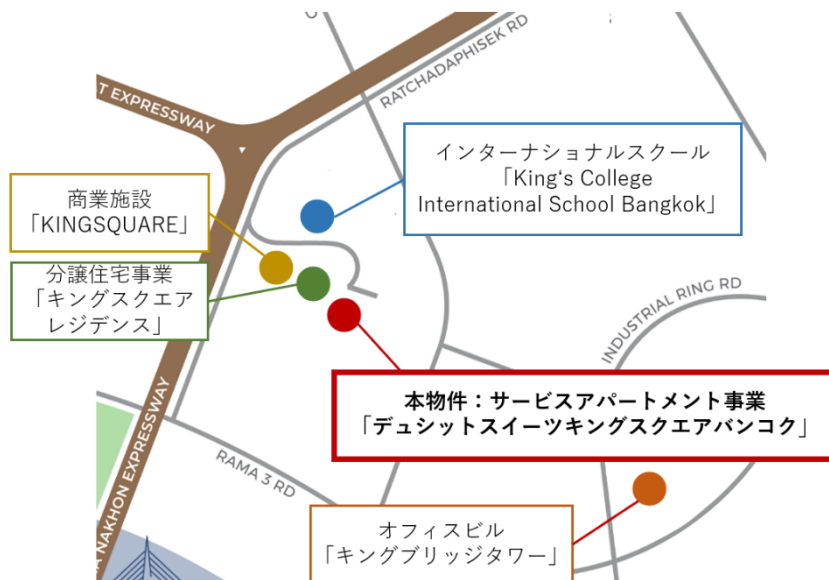 RATCHADAPHISEK RD
T EXPRESSWAY
インターナショナルスクール
「King‘s College
International School Bangkok」
商業施設
「KINGSQUARE」
分譲住宅事業
「キングスクエア
レジデンス」
INDUSTRIAL RING RD
本物件：サービスアパートメント事業
「デュシットスイーツキングスクエアバンコク」
RAMA 3 RD
A NAKHON EXPRESSWAY
オフィスビル
「キングブリッジタワー」